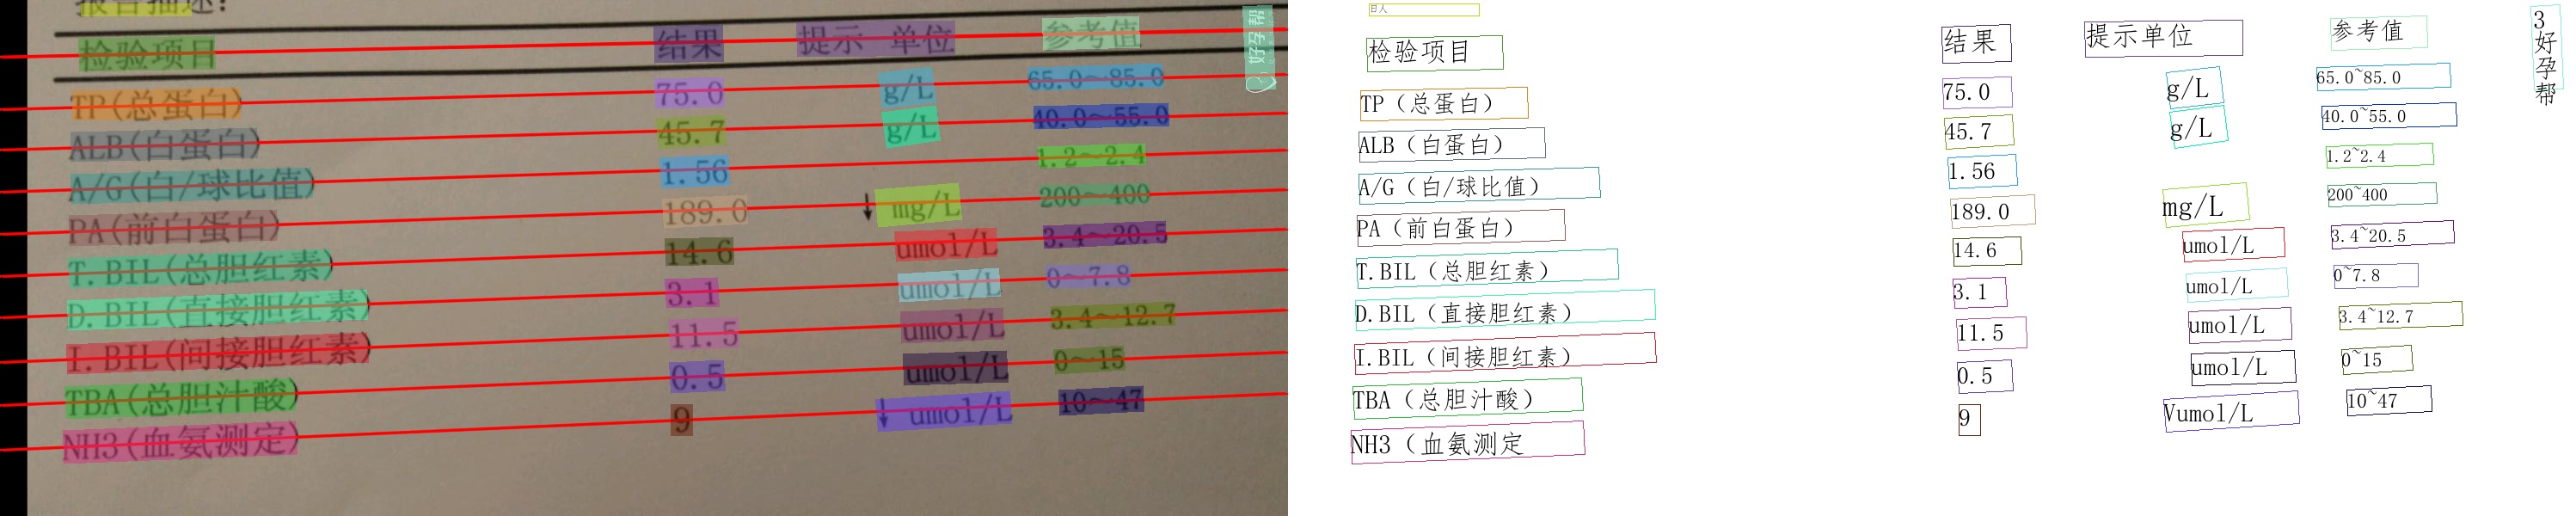 检验项目 结果 提示 单位 参考值
TP(总蛋白) 75.0 g/L 65.0~85.0
ALB(白蛋白) 45.7 g/L 40.0~55.0
A/G(白/球比值) 1.56 1.2~2.4
PA(前白蛋白) 189.0 ↓ mg/L 200~400
T.BIL(总胆红素) 14.6 umol/L 3.4~20.5
D.BIL(直接胆红素) 3.1 umol/L 0~7.8
I.BIL(间接胆红素) 11.5 umol/L 3.4~12.7
TBA(总胆汁酸) 0.5 umol/L 0~15
NH3(血氨测定) 9 ↓ umol/L 10~47
好孕帮
日人
检验项目 结果 提示单位 参考值
TP（总蛋白） 75.0 g/L 65.0~85.0
ALB（白蛋白） 45.7 g/L 40.0~55.0
A/G（白/球比值） 1.56 1.2~2.4
PA（前白蛋白） 189.0 mg/L 200~400
T.BIL（总胆红素） 14.6 umol/L 3.4~20.5
D.BIL（直接胆红素） 3.1 umol/L 0~7.8
I.BIL（间接胆红素） 11.5 umol/L 3.4~12.7
TBA（总胆汁酸） 0.5 umol/L 0~15
NH3（血氨测定 9 Vumol/L 10~47
3好孕帮